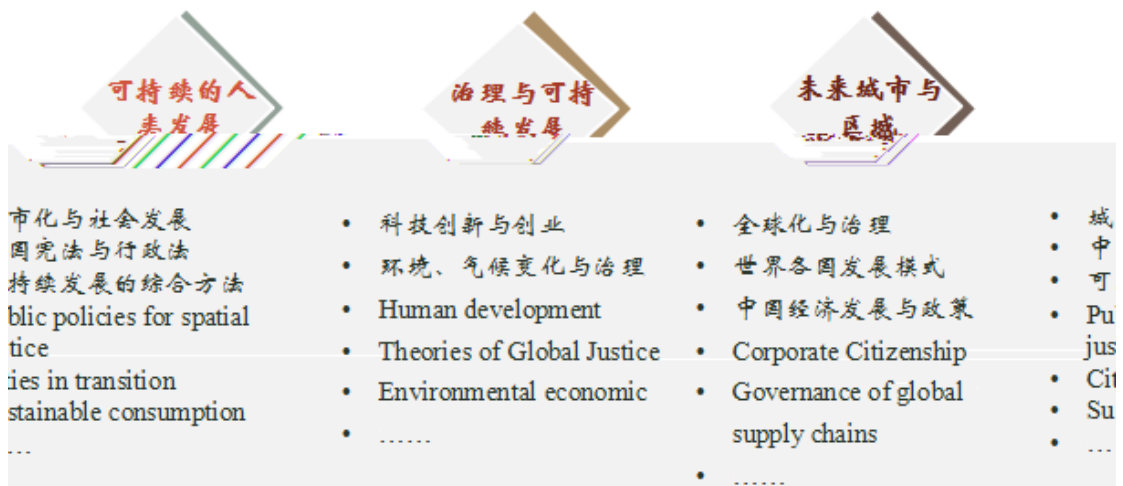 可持续的人
类发展
治理与可持
续发展
未来城市与
区域
市化与社会发展
国宪法与行政法
持续发展的综合方法
blic policies for spatial
tice
ies in transition
stainable consumption
...
• 科技创新与创业
• 环境、气候变化与治理
• Human development
• Theories of Global Justice
• Environmental economic
• ……
• 全球化与治理
• 世界各国发展模式
• 中国经济发展与政策
• Corporate Citizenship
• Governance of global
supply chains
• ……
• 城
• 中
• 可
• Pu
jus
• Cit
• Su
• ...